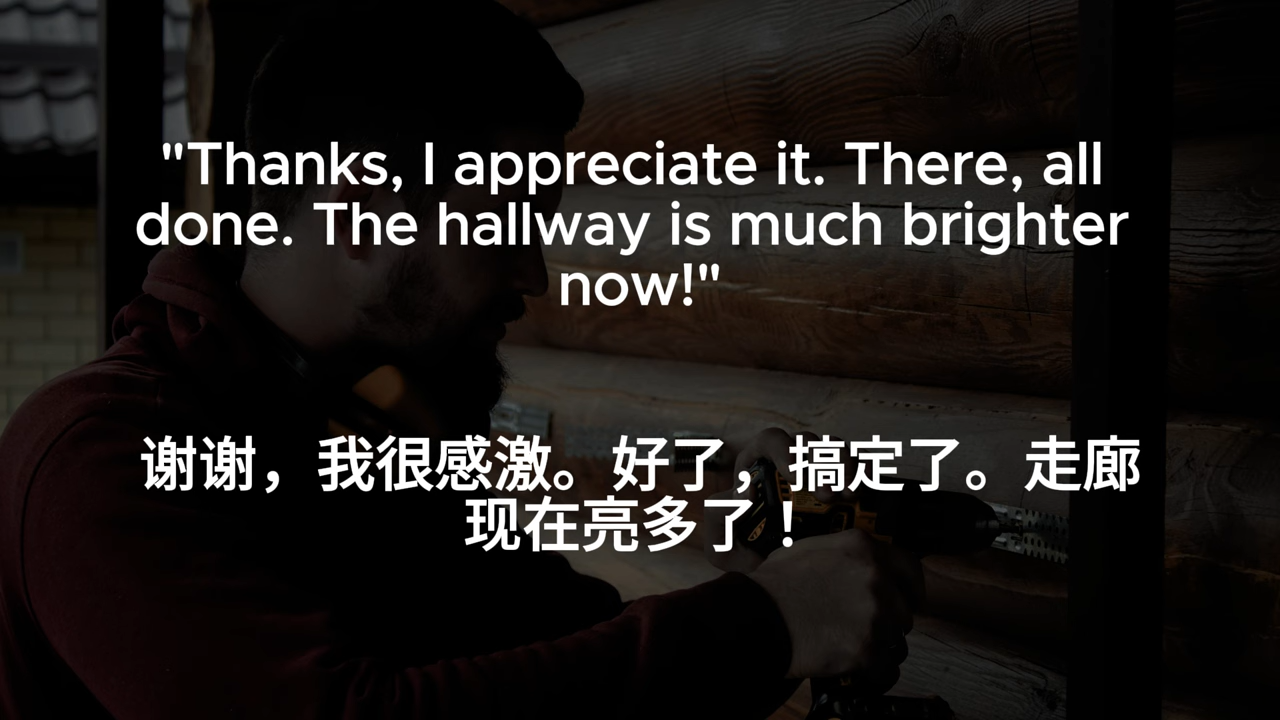 "Thanks, I appreciate it. There, all
done. The hallway is much brighter
now!"
谢谢，我很感激。好了，搞定了。走廊
现在亮多了！